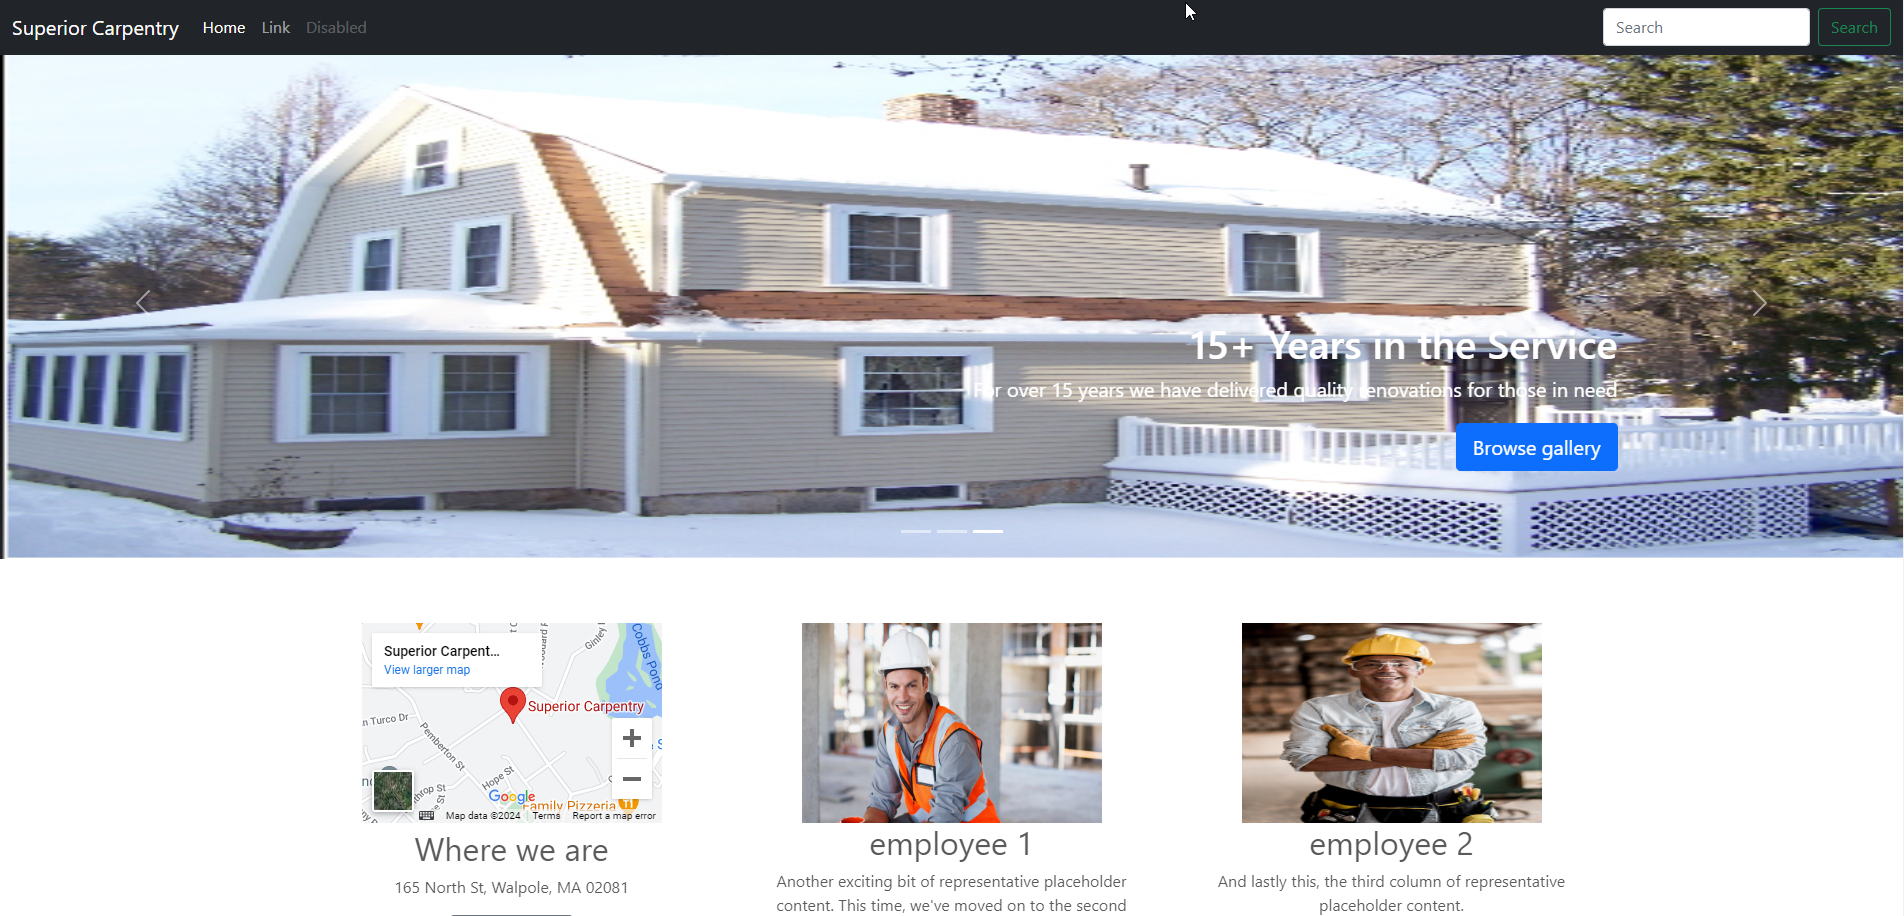 Superior Carpentry Home Link Disabled Search Search
15+ Years in the Service
For over 15 years we have delivered quality renovations for those in need
Browse gallery
Superior Carpent...
View larger map
Cobbs Pond
Ginley
Superior Carpentry
n Turco Dr
Pemberton St
Hope St
throp St
Google
Family Pizzeria
Map data ©2024 Terms Report a map error
Where we are
165 North St, Walpole, MA 02081
employee 1
Another exciting bit of representative placeholder
content. This time, we've moved on to the second
employee 2
And lastly this, the third column of representative
placeholder content.